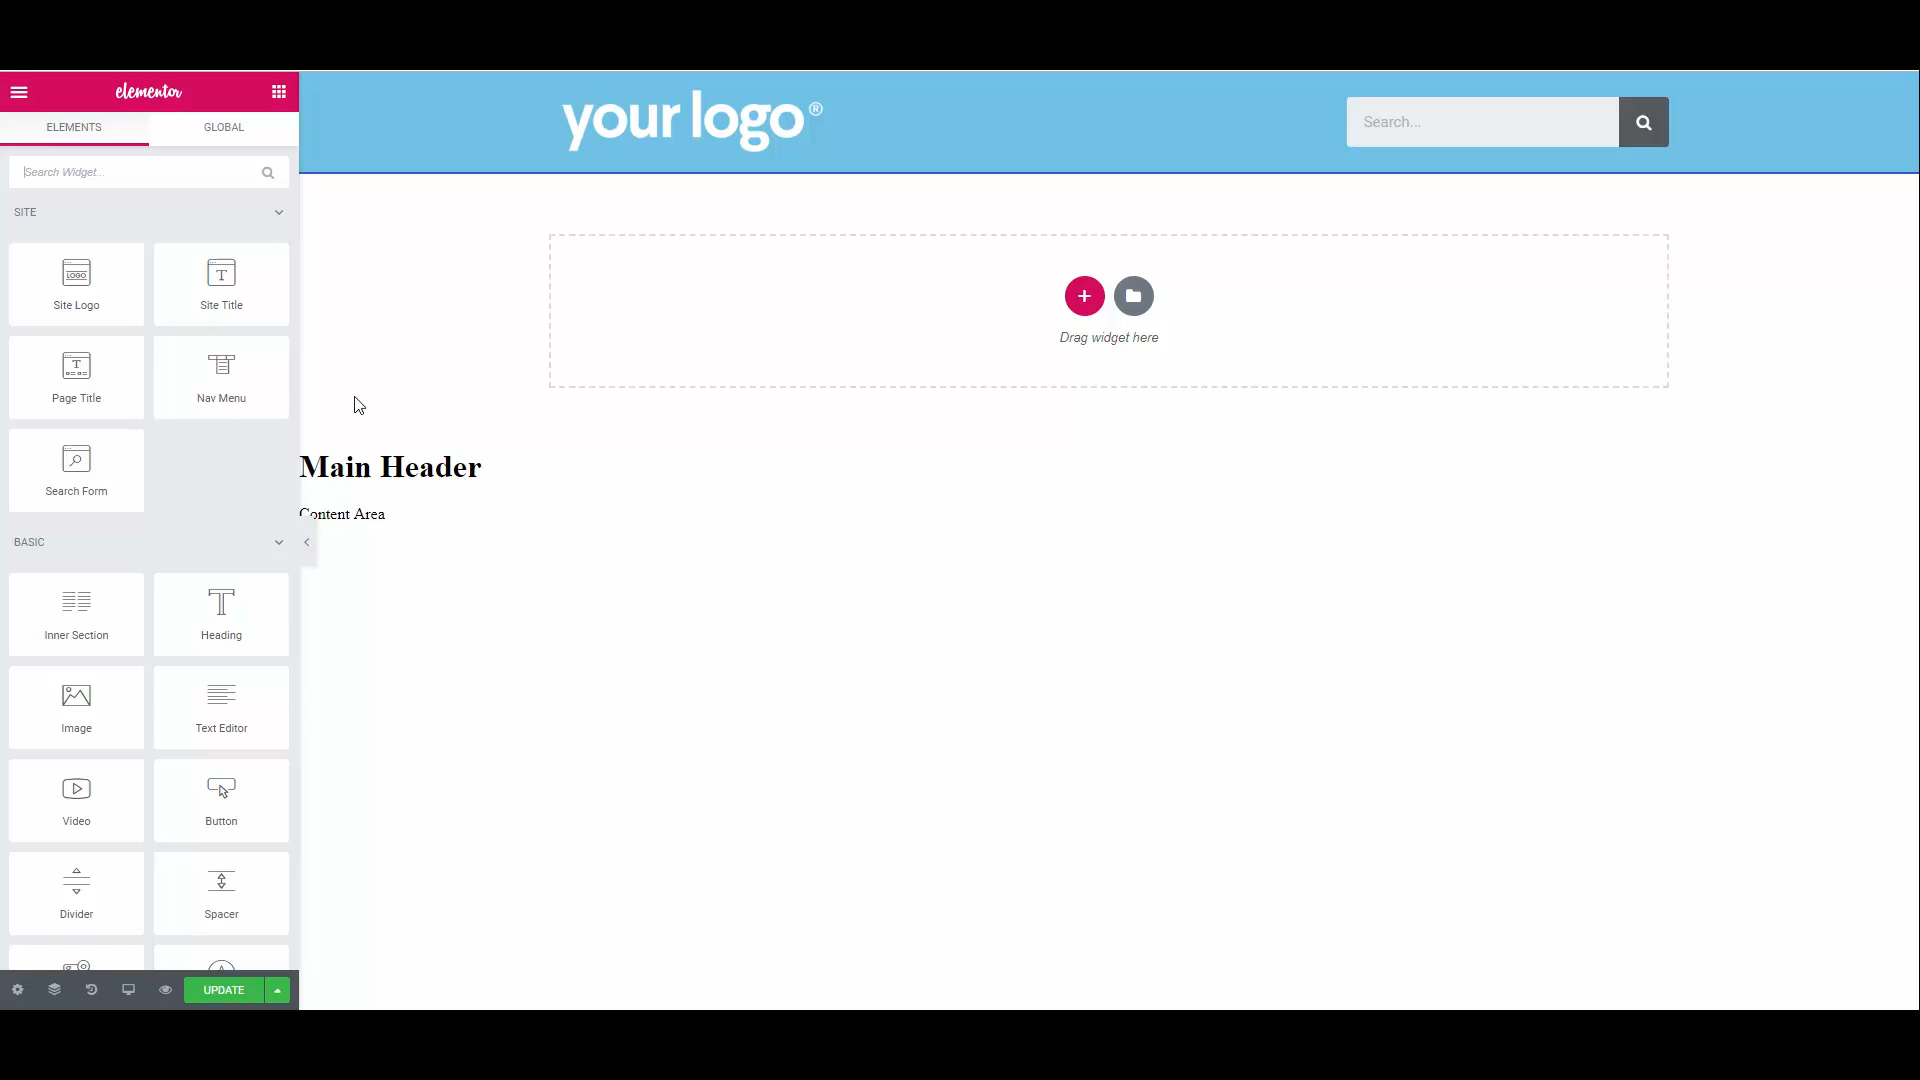 elementor
ELEMENTS
GLOBAL
Search Widget...
SITE
LOGO
Site Logo
T
Site Title
T
Page Title
Nav Menu
Search Form
BASIC
Inner Section
T
Heading
Image
Text Editor
Video
Button
Divider
Spacer
UPDATE
your logo®
Search...
Drag widget here
Main Header
Content Area